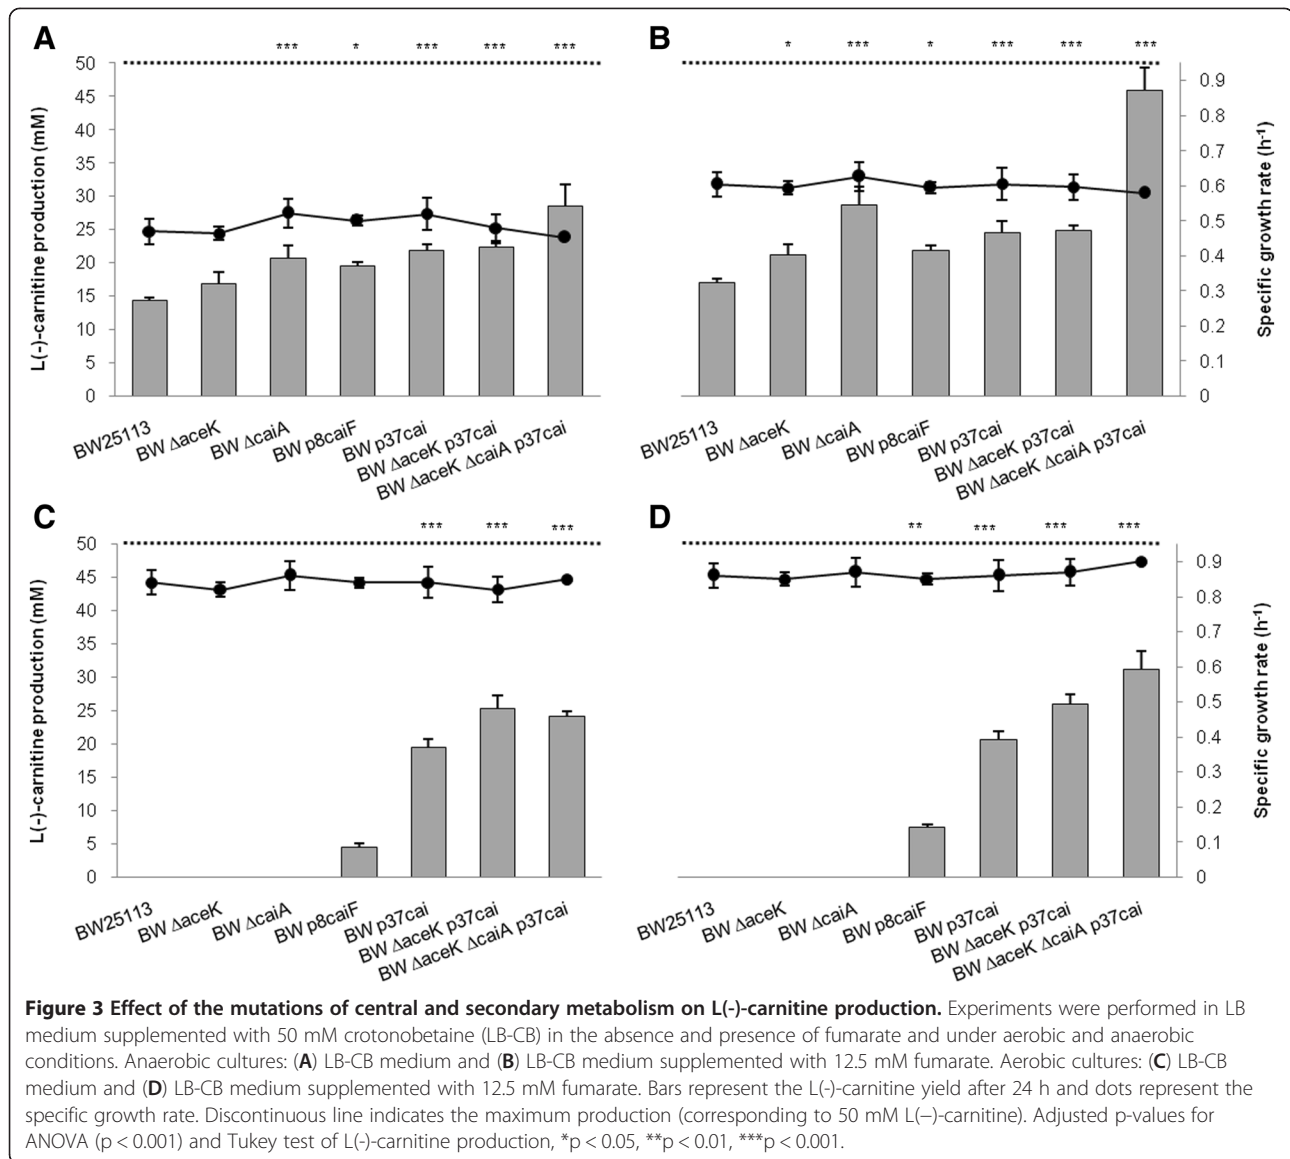 A
*** * *** *** ***
L(-)-carnitine production (mM)
50
45
40
35
30
25
20
15
10
5
0
BW25113
BW ΔaceK
BW ΔcaiA
BW p8caiF
BW p37cai
BW ΔaceK p37cai
BW ΔaceK ΔcaiA p37cai
B
* *** * *** *** ***
0.9
0.8
0.7
0.6
0.5
0.4
0.3
0.2
0.1
0
Specific growth rate (h-1)
BW25113
BW ΔaceK
BW ΔcaiA
BW p8caiF
BW p37cai
BW ΔaceK p37cai
BW ΔaceK ΔcaiA p37cai
C
*** *** ***
L(-)-carnitine production (mM)
50
45
40
35
30
25
20
15
10
5
0
BW25113
BW ΔaceK
BW ΔcaiA
BW p8caiF
BW p37cai
BW ΔaceK p37cai
BW ΔaceK ΔcaiA p37cai
D
** *** *** ***
0.9
0.8
0.7
0.6
0.5
0.4
0.3
0.2
0.1
0
Specific growth rate (h-1)
BW25113
BW ΔaceK
BW ΔcaiA
BW p8caiF
BW p37cai
BW ΔaceK p37cai
BW ΔaceK ΔcaiA p37cai
Figure 3 Effect of the mutations of central and secondary metabolism on L(-)-carnitine production. Experiments were performed in LB
medium supplemented with 50 mM crotonobetaine (LB-CB) in the absence and presence of fumarate and under aerobic and anaerobic
conditions. Anaerobic cultures: (A) LB-CB medium and (B) LB-CB medium supplemented with 12.5 mM fumarate. Aerobic cultures: (C) LB-CB
medium and (D) LB-CB medium supplemented with 12.5 mM fumarate. Bars represent the L(-)-carnitine yield after 24 h and dots represent the
specific growth rate. Discontinuous line indicates the maximum production (corresponding to 50 mM L(−)-carnitine). Adjusted p-values for
ANOVA (p < 0.001) and Tukey test of L(-)-carnitine production, *p < 0.05, **p < 0.01, ***p < 0.001.